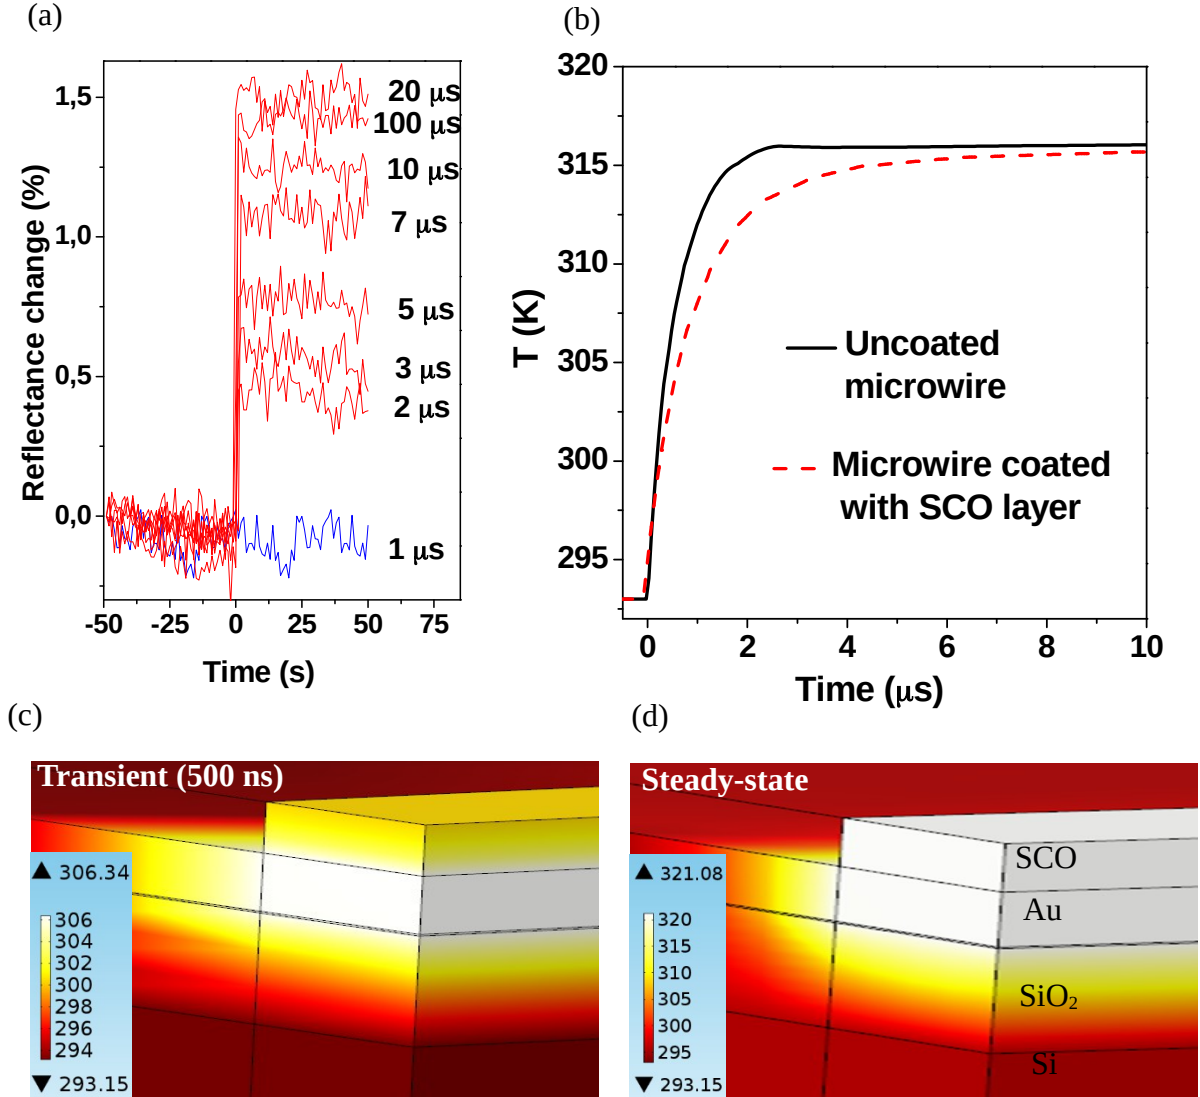 (a)
1,5
1,0
0,5
0,0
Reflectance change (%)
20 μs
100 μs
10 μs
7 μs
5 μs
3 μs
2 μs
1 μs
-50 -25 0 25 50 75
Time (s)
(b)
320
315
310
305
300
295
T (K)
Uncoated
microwire
Microwire coated
with SCO layer
0 2 4 6 8 10
Time (μs)
(c)
Transient (500 ns)
▲ 306.34
306
304
302
300
298
296
294
▼ 293.15
(d)
Steady-state
▲ 321.08
320
315
310
305
300
295
▼ 293.15
SCO
Au
SiO₂
Si